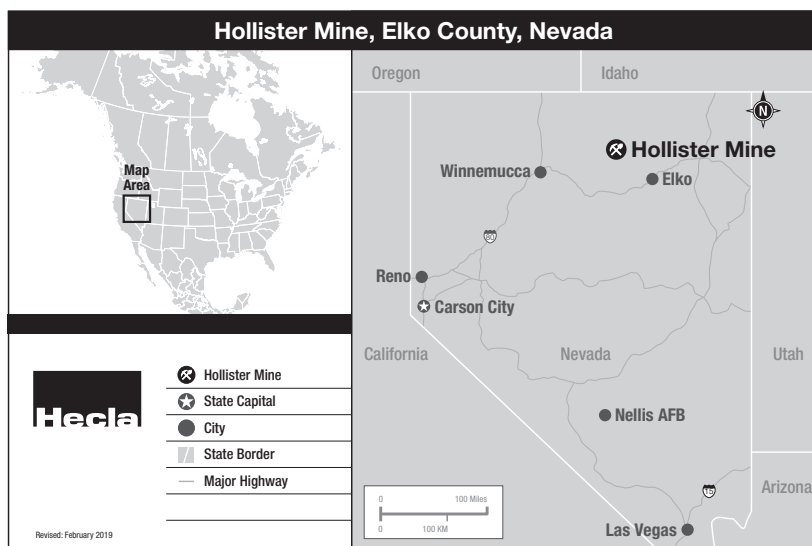 Hollister Mine, Elko County, Nevada
Map
Area
Hecla
Hollister Mine
State Capital
City
State Border
Major Highway
Revised: February 2019
Oregon
Idaho
N
Hollister Mine
Winnemucca
Elko
80
Reno
Carson City
California
Nevada
Utah
Nellis AFB
15
Arizona
Las Vegas
0 100 Miles
0 100 KM